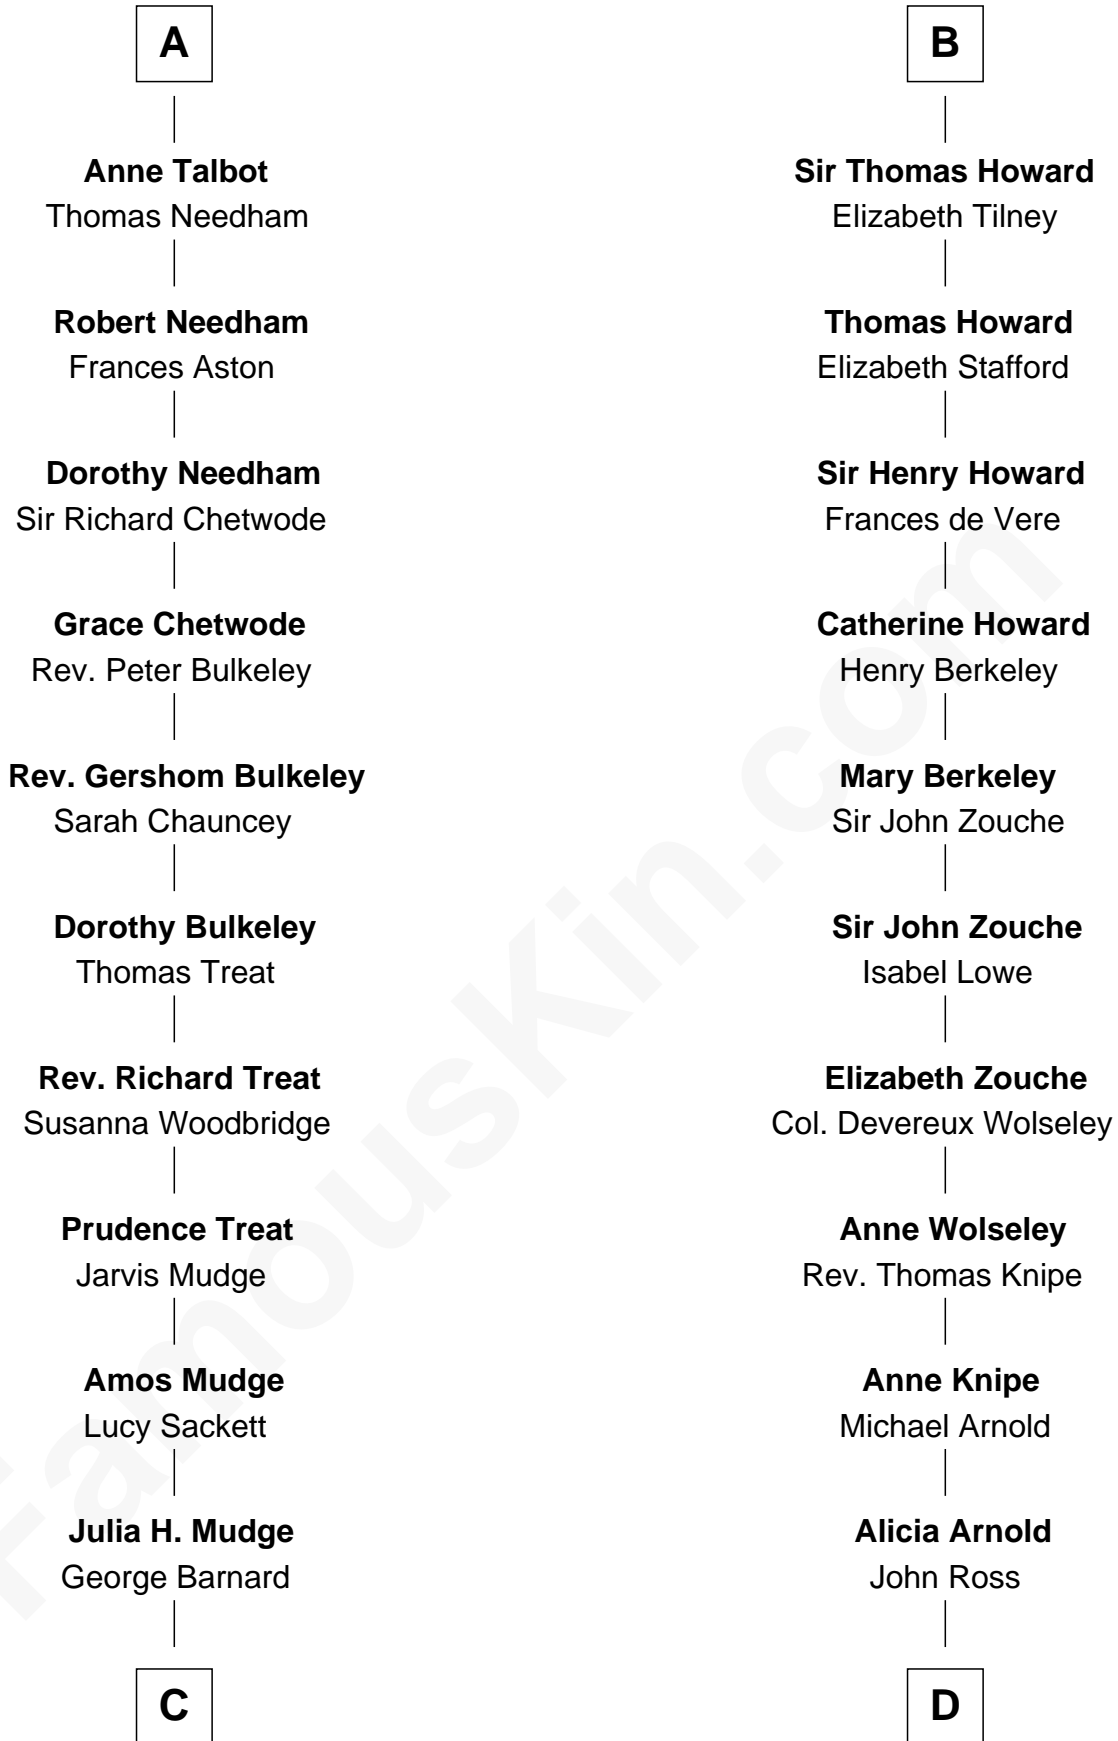 A
Anne Talbot
Thomas Needham
Robert Needham
Frances Aston
Dorothy Needham
Sir Richard Chetwode
Grace Chetwode
Rev. Peter Bulkeley
Rev. Gershom Bulkeley
Sarah Chauncey
Dorothy Bulkeley
Thomas Treat
Rev. Richard Treat
Susanna Woodbridge
Prudence Treat
Jarvis Mudge
Amos Mudge
Lucy Sackett
Julia H. Mudge
George Barnard
C
B
Sir Thomas Howard
Elizabeth Tilney
Thomas Howard
Elizabeth Stafford
Sir Henry Howard
Frances de Vere
Catherine Howard
Henry Berkeley
Mary Berkeley
Sir John Zouche
Sir John Zouche
Isabel Lowe
Elizabeth Zouche
Col. Devereux Wolseley
Anne Wolseley
Rev. Thomas Knipe
Anne Knipe
Michael Arnold
Alicia Arnold
John Ross
D
FamousKin.com